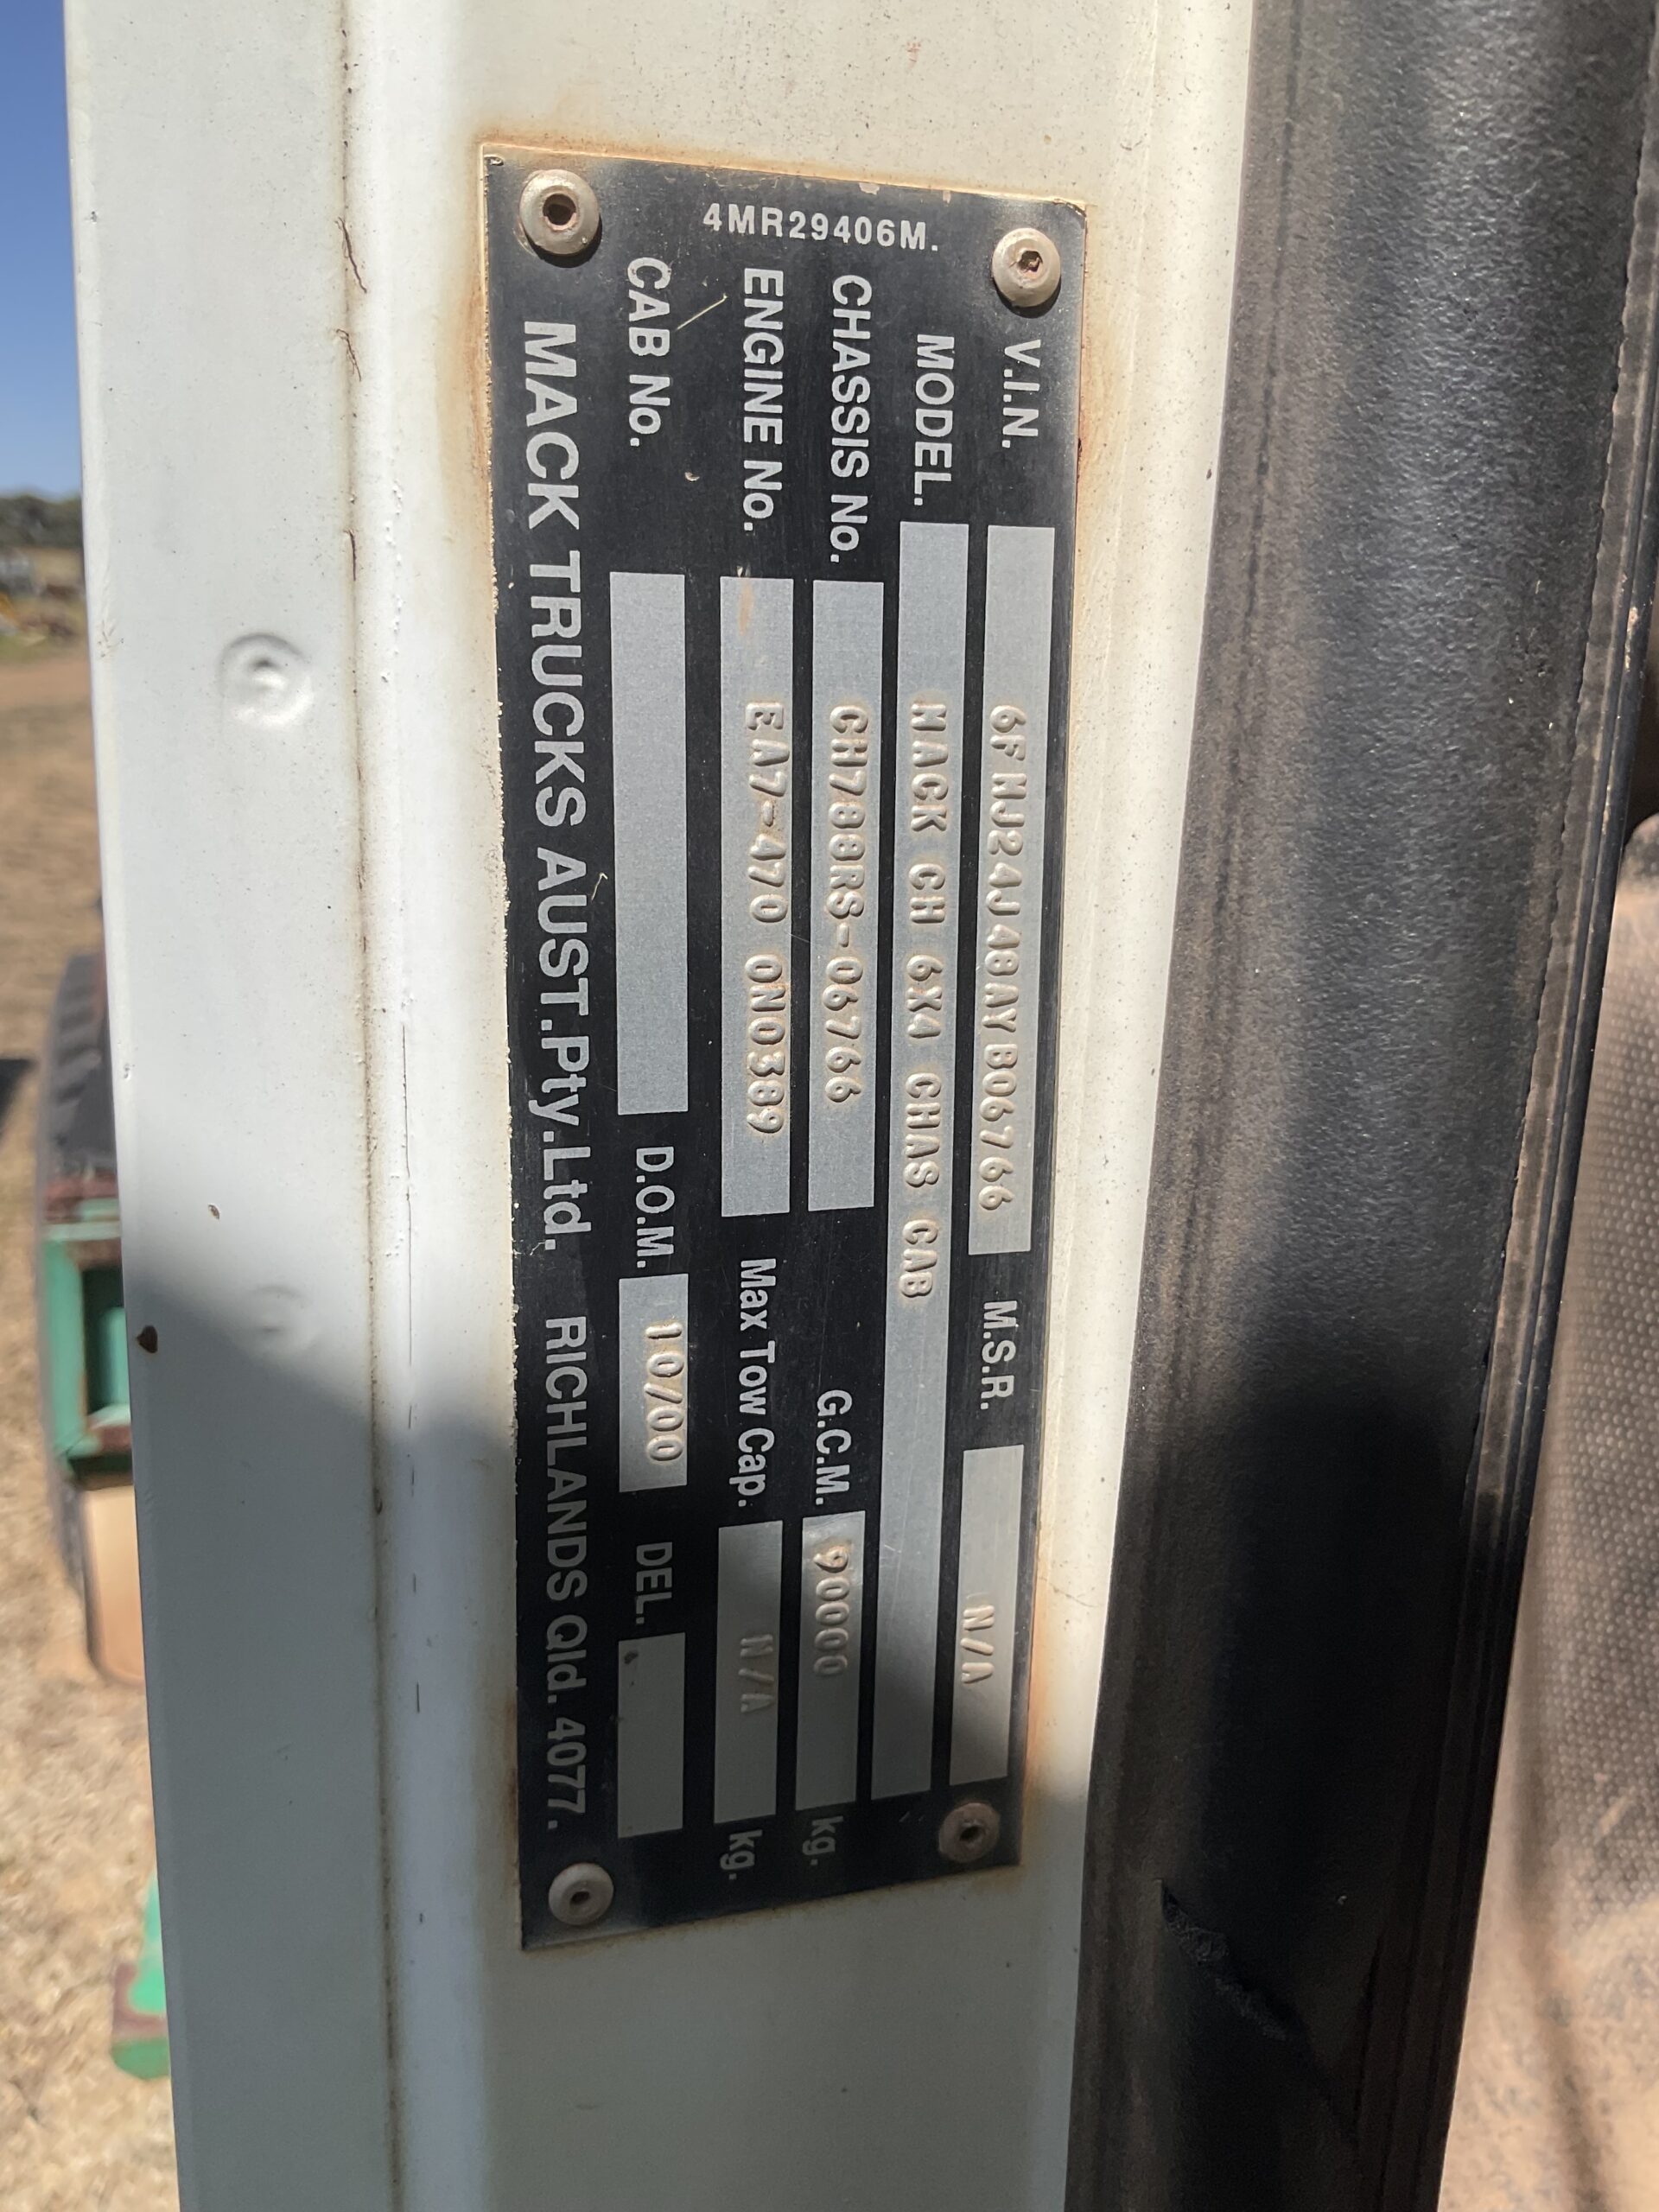 4MR29406M.
V.I.N. 6FMJ24J48AYB06766 M.S.R. N/A
MODEL. MACK CH 6X4 CHAS CAB
CHASSIS No. CH788RS-06766 G.C.M. 90000 kg.
ENGINE No. EA7-470 0N0389 Max Tow Cap. N/A kg.
CAB No. D.O.M. 10/00 DEL.
MACK TRUCKS AUST.Pty.Ltd. RICHLANDS Qld. 4077.